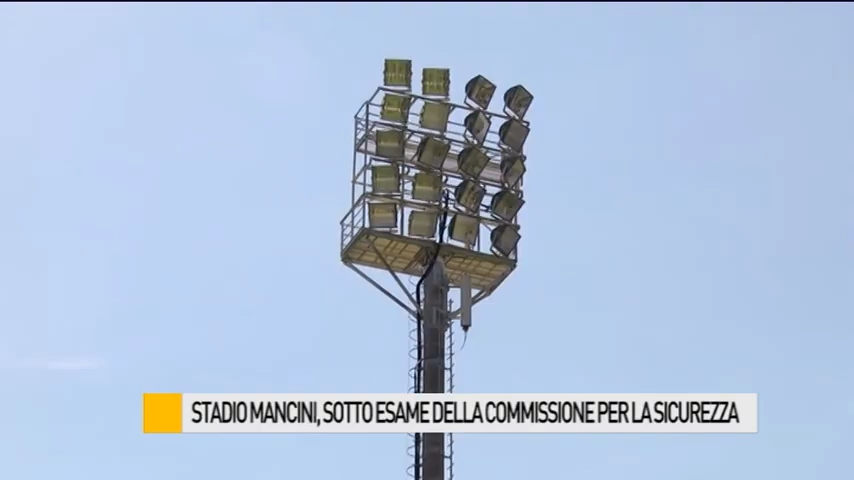 STADIO MANCINI, SOTTO ESAME DELLA COMMISSIONE PER LA SICUREZZA